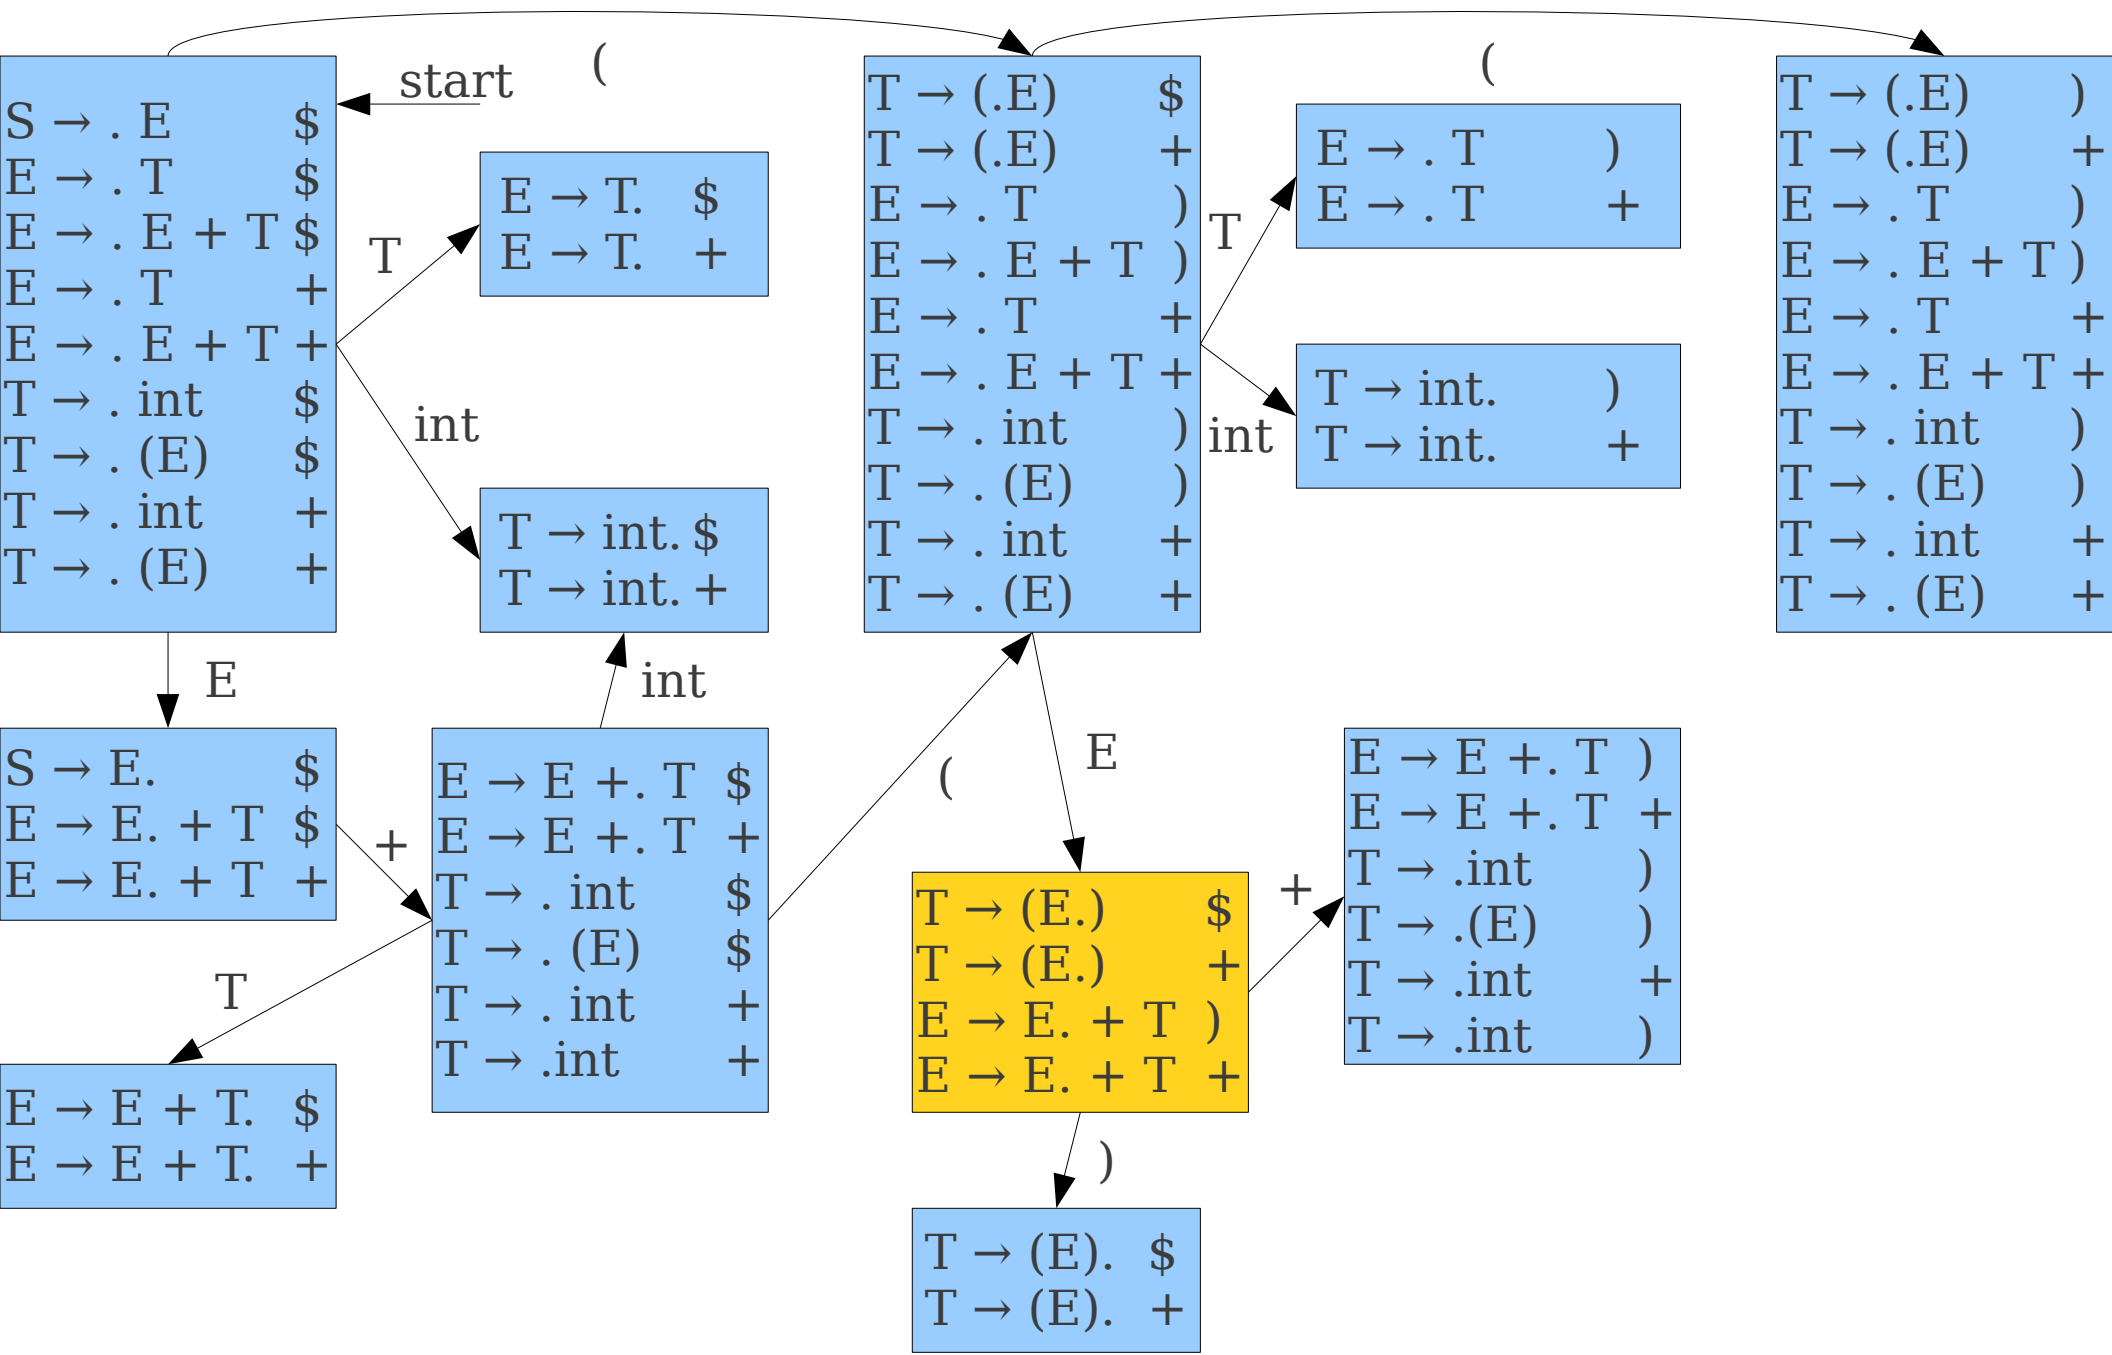 start
(
(
S → . E $
E → . T $
E → . E + T $
E → . T +
E → . E + T +
T → . int $
T → . (E) $
T → . int +
T → . (E) +
T
E → T. $
E → T. +
int
T → int. $
T → int. +
T → (.E) $
T → (.E) +
E → . T )
E → . E + T )
E → . T +
E → . E + T +
T → . int )
T → . (E) )
T → . int +
T → . (E) +
T
E → . T )
E → . T +
int
T → int. )
T → int. +
T → (.E) )
T → (.E) +
E → . T )
E → . E + T )
E → . T +
E → . E + T +
T → . int )
T → . (E) )
T → . int +
T → . (E) +
E
int
S → E. $
E → E. + T $
E → E. + T +
+
E → E +. T $
E → E +. T +
T → . int $
T → . (E) $
T → . int +
T → .int +
(
E
T
E → E + T. $
E → E + T. +
T → (E.) $
T → (E.) +
E → E. + T )
E → E. + T +
+
E → E +. T )
E → E +. T +
T → .int )
T → .(E) )
T → .int +
T → .int )
)
T → (E). $
T → (E). +